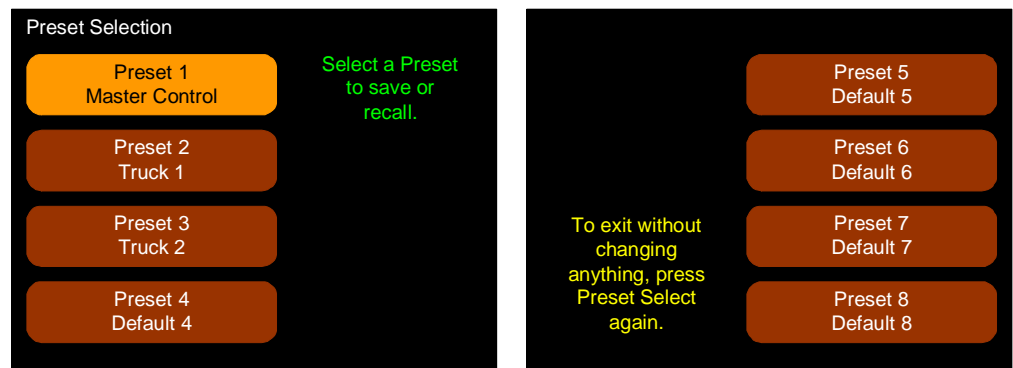 Preset Selection
Preset 1
Master Control
Select a Preset
to save or
recall.
Preset 2
Truck 1
Preset 3
Truck 2
Preset 4
Default 4
Preset 5
Default 5
Preset 6
Default 6
To exit without
changing
anything, press
Preset Select
again.
Preset 7
Default 7
Preset 8
Default 8